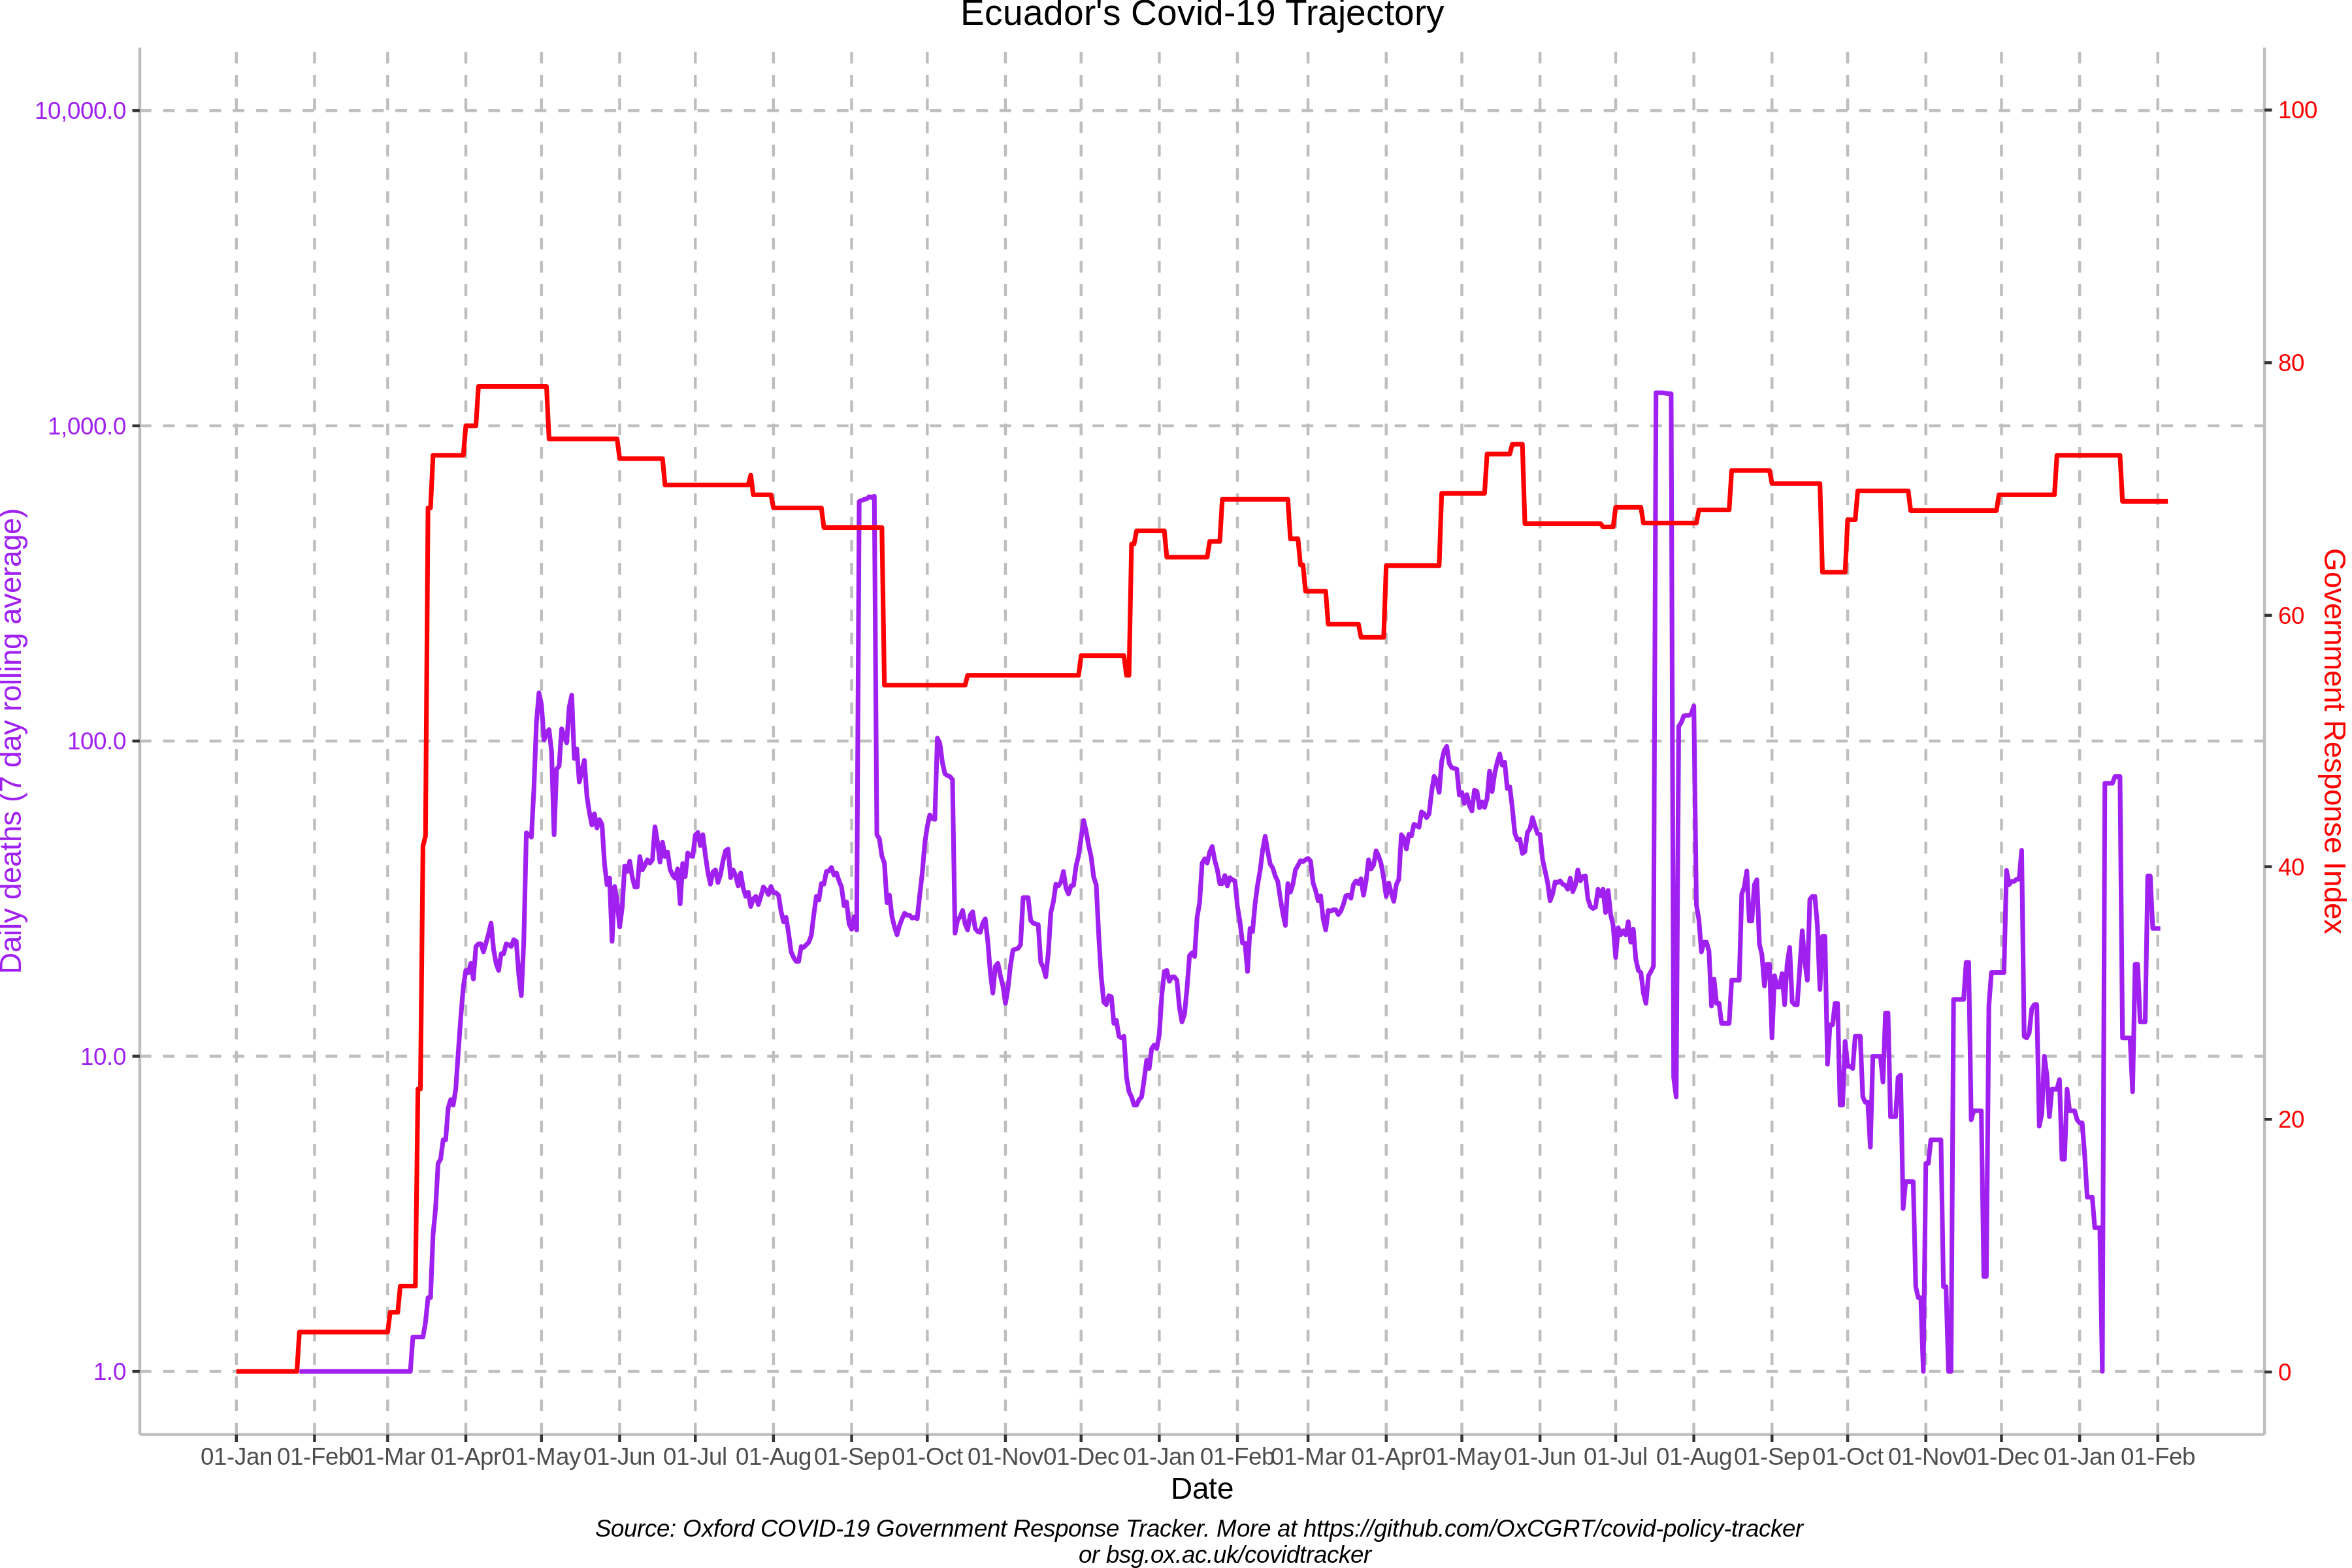 Ecuador's Covid-19 Trajectory
10,000.0
1,000.0
100.0
10.0
1.0
Daily deaths (7 day rolling average)
100
80
60
40
20
0
Government Response Index
01-Jan 01-Feb 01-Mar 01-Apr 01-May 01-Jun 01-Jul 01-Aug 01-Sep 01-Oct 01-Nov 01-Dec 01-Jan 01-Feb 01-Mar 01-Apr 01-May 01-Jun 01-Jul 01-Aug 01-Sep 01-Oct 01-Nov 01-Dec 01-Jan 01-Feb
Date
Source: Oxford COVID-19 Government Response Tracker. More at https://github.com/OxCGRT/covid-policy-tracker
or bsg.ox.ac.uk/covidtracker